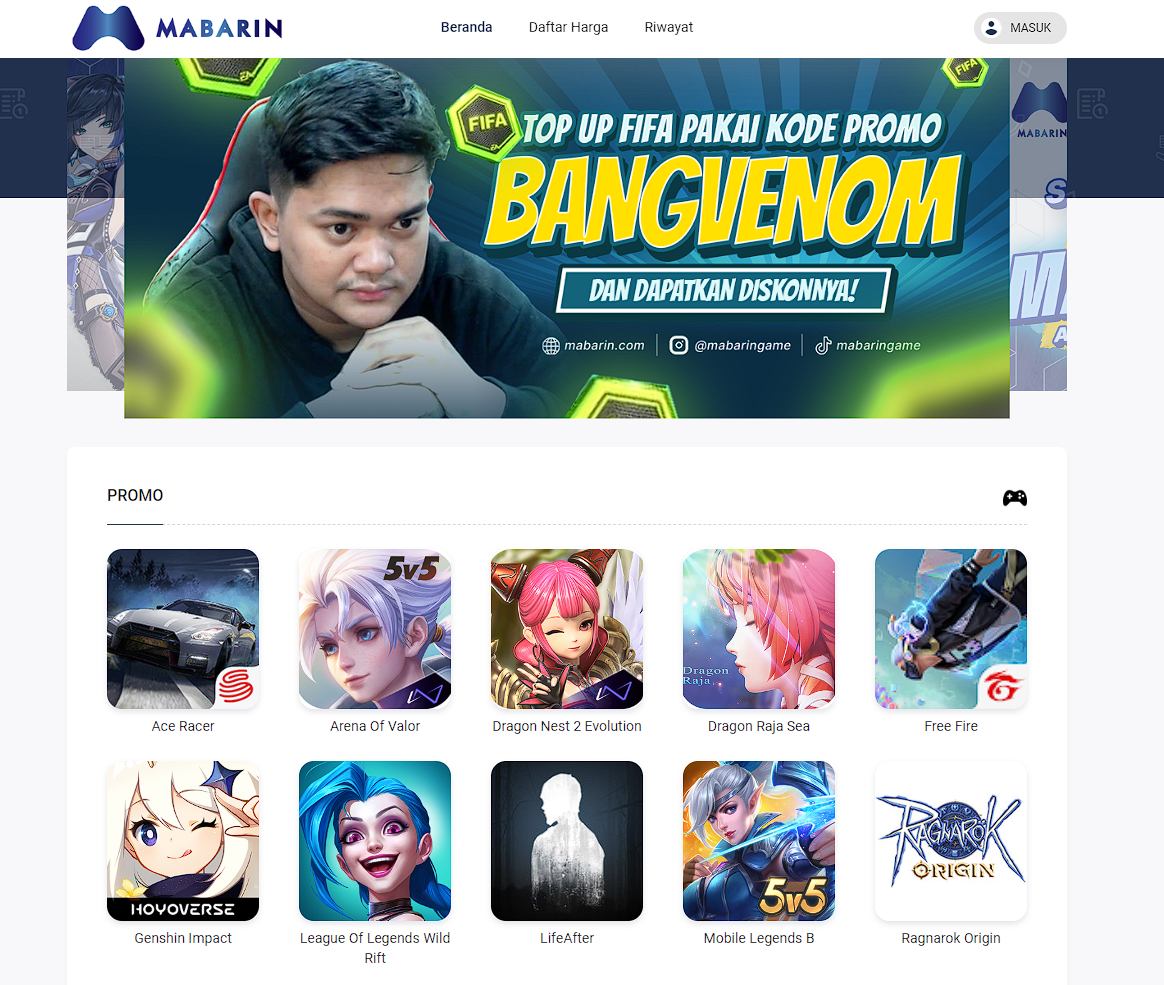 MABARIN
Beranda
Daftar Harga
Riwayat
MASUK
FIFA
FIFA
MABARIN
TOP UP FIFA PAKAI KODE PROMO
BANGVENOM
DAN DAPATKAN DISKONNYA!
mabarin.com
@mabaringame
mabaringame
PROMO
5v5
Dragon
Raja
Ace Racer
Arena Of Valor
Dragon Nest 2 Evolution
Dragon Raja Sea
Free Fire
HOYOVERSE
5v5
RAGNAROK
ORIGIN
Genshin Impact
League Of Legends Wild
Rift
LifeAfter
Mobile Legends B
Ragnarok Origin